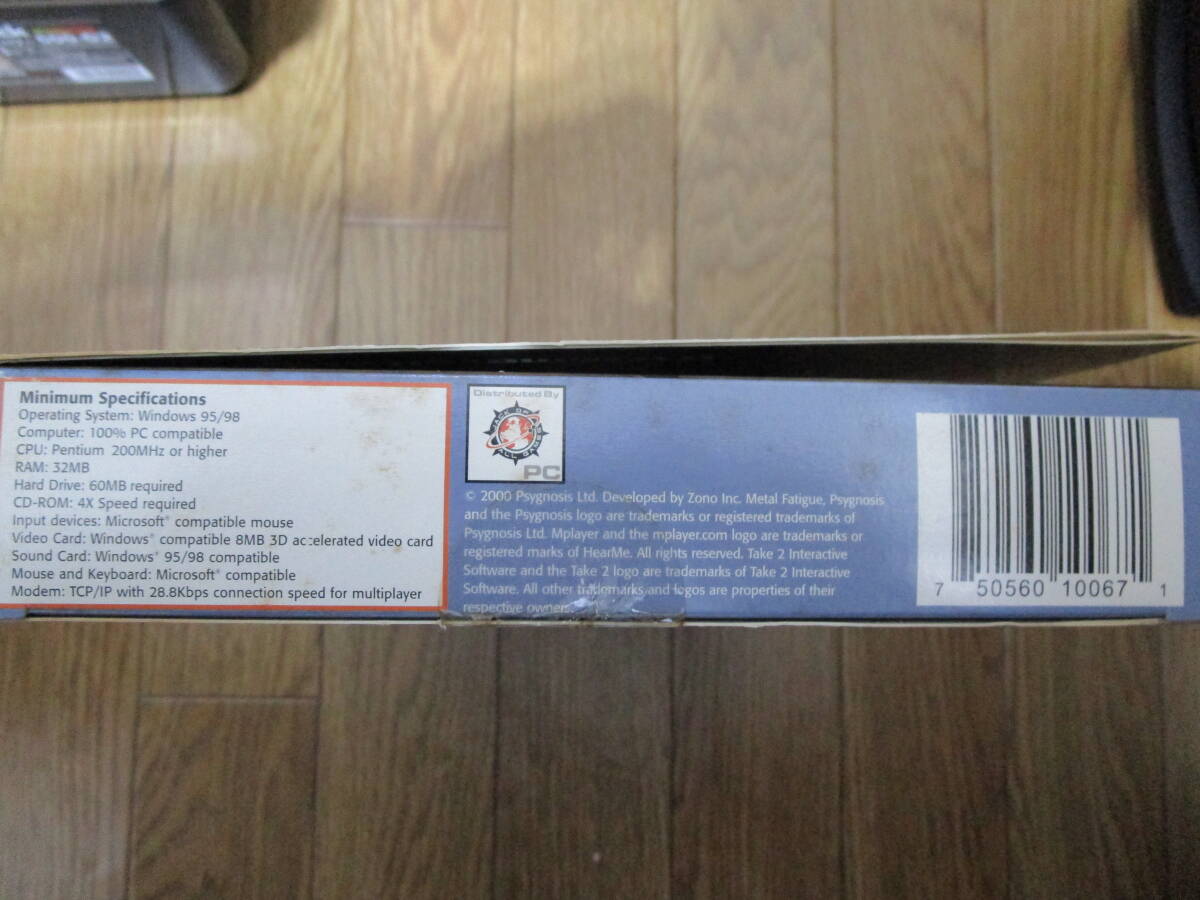 Minimum Specifications
Operating System: Windows 95/98
Computer: 100% PC compatible
CPU: Pentium 200MHz or higher
RAM: 32MB
Hard Drive: 60MB required
CD-ROM: 4X Speed required
Input devices: Microsoft® compatible mouse
Video Card: Windows® compatible 8MB 3D accelerated video card
Sound Card: Windows® 95/98 compatible
Mouse and Keyboard: Microsoft® compatible
Modem: TCP/IP with 28.8Kbps connection speed for multiplayer
Distributed By
JACK OF
ALL GAMES
PC
© 2000 Psygnosis Ltd. Developed by Zono Inc. Metal Fatigue, Psygnosis
and the Psygnosis logo are trademarks or registered trademarks of
Psygnosis Ltd. Mplayer and the mplayer.com logo are trademarks or
registered marks of HearMe. All rights reserved. Take 2 Interactive
Software and the Take 2 logo are trademarks of Take 2 Interactive
Software. All other trademarks and logos are properties of their
respective owners.
7 50560 10067 1